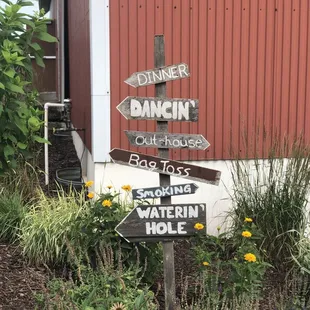 DINNER
DANCIN'
out-house
Bag Toss
SMOKING
WATERIN'
HOLE